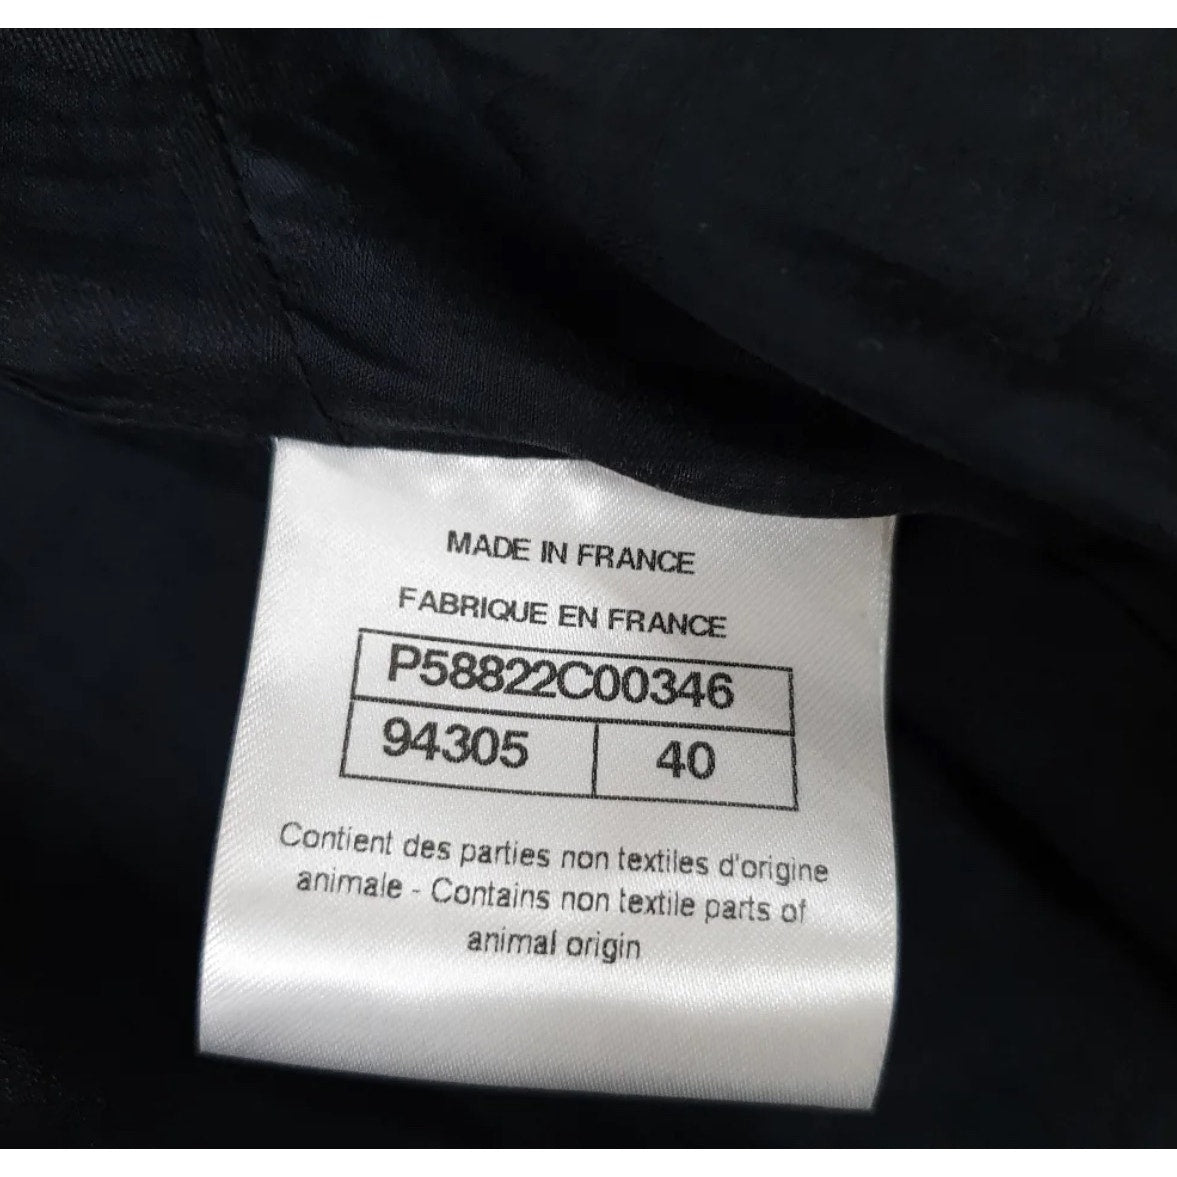 MADE IN FRANCE
FABRIQUE EN FRANCE
P58822C00346
94305 40
Contient des parties non textiles d'origine
animale - Contains non textile parts of
animal origin